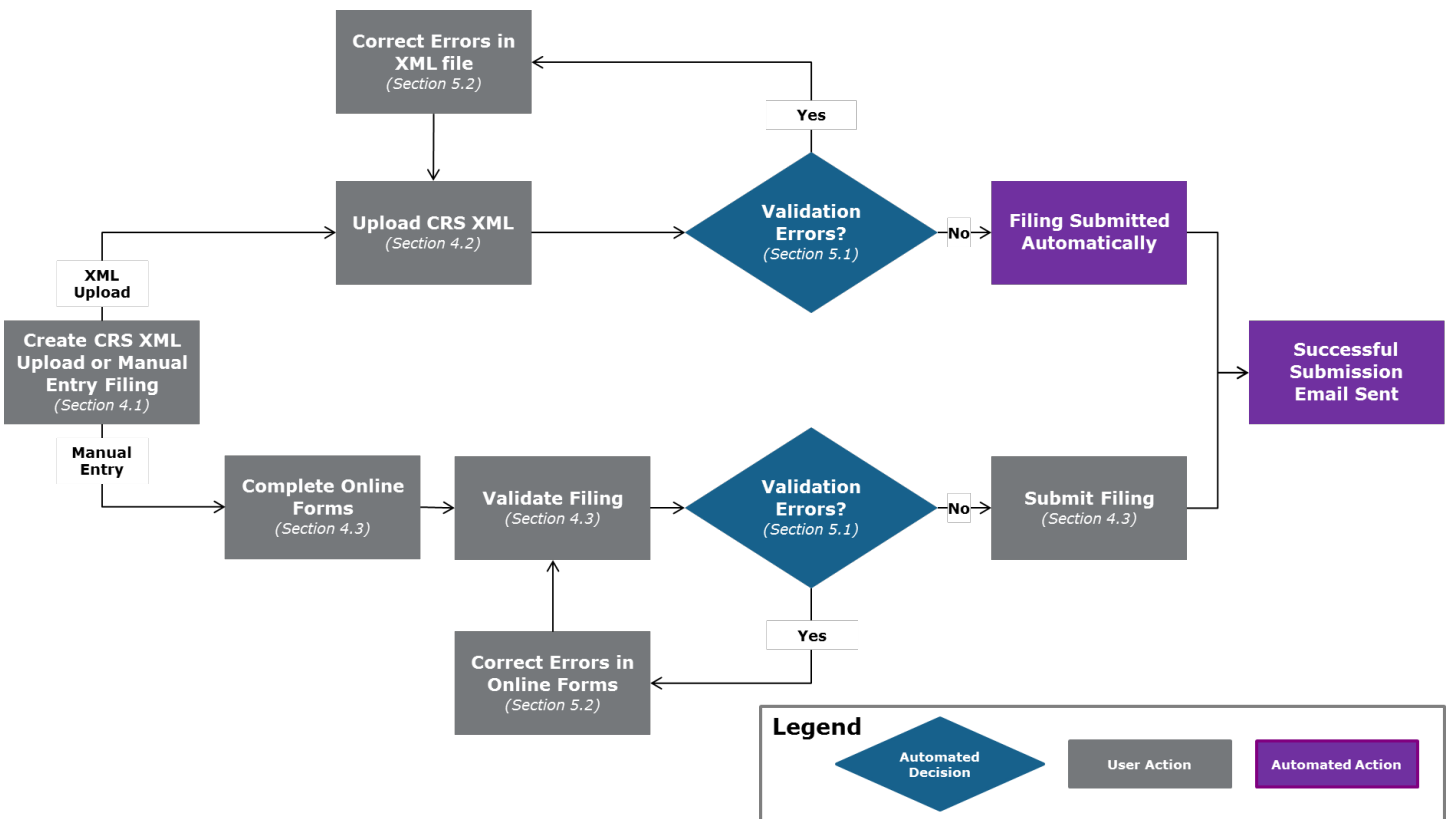 Correct Errors in
XML file
(Section 5.2)
Yes
Upload CRS XML
(Section 4.2)
Validation
Errors?
(Section 5.1)
No
Filing Submitted
Automatically
XML
Upload
Create CRS XML
Upload or Manual
Entry Filing
(Section 4.1)
Successful
Submission
Email Sent
Manual
Entry
Complete Online
Forms
(Section 4.3)
Validate Filing
(Section 4.3)
Validation
Errors?
(Section 5.1)
No
Submit Filing
(Section 4.3)
Yes
Correct Errors in
Online Forms
(Section 5.2)
Legend
Automated
Decision
User Action
Automated Action